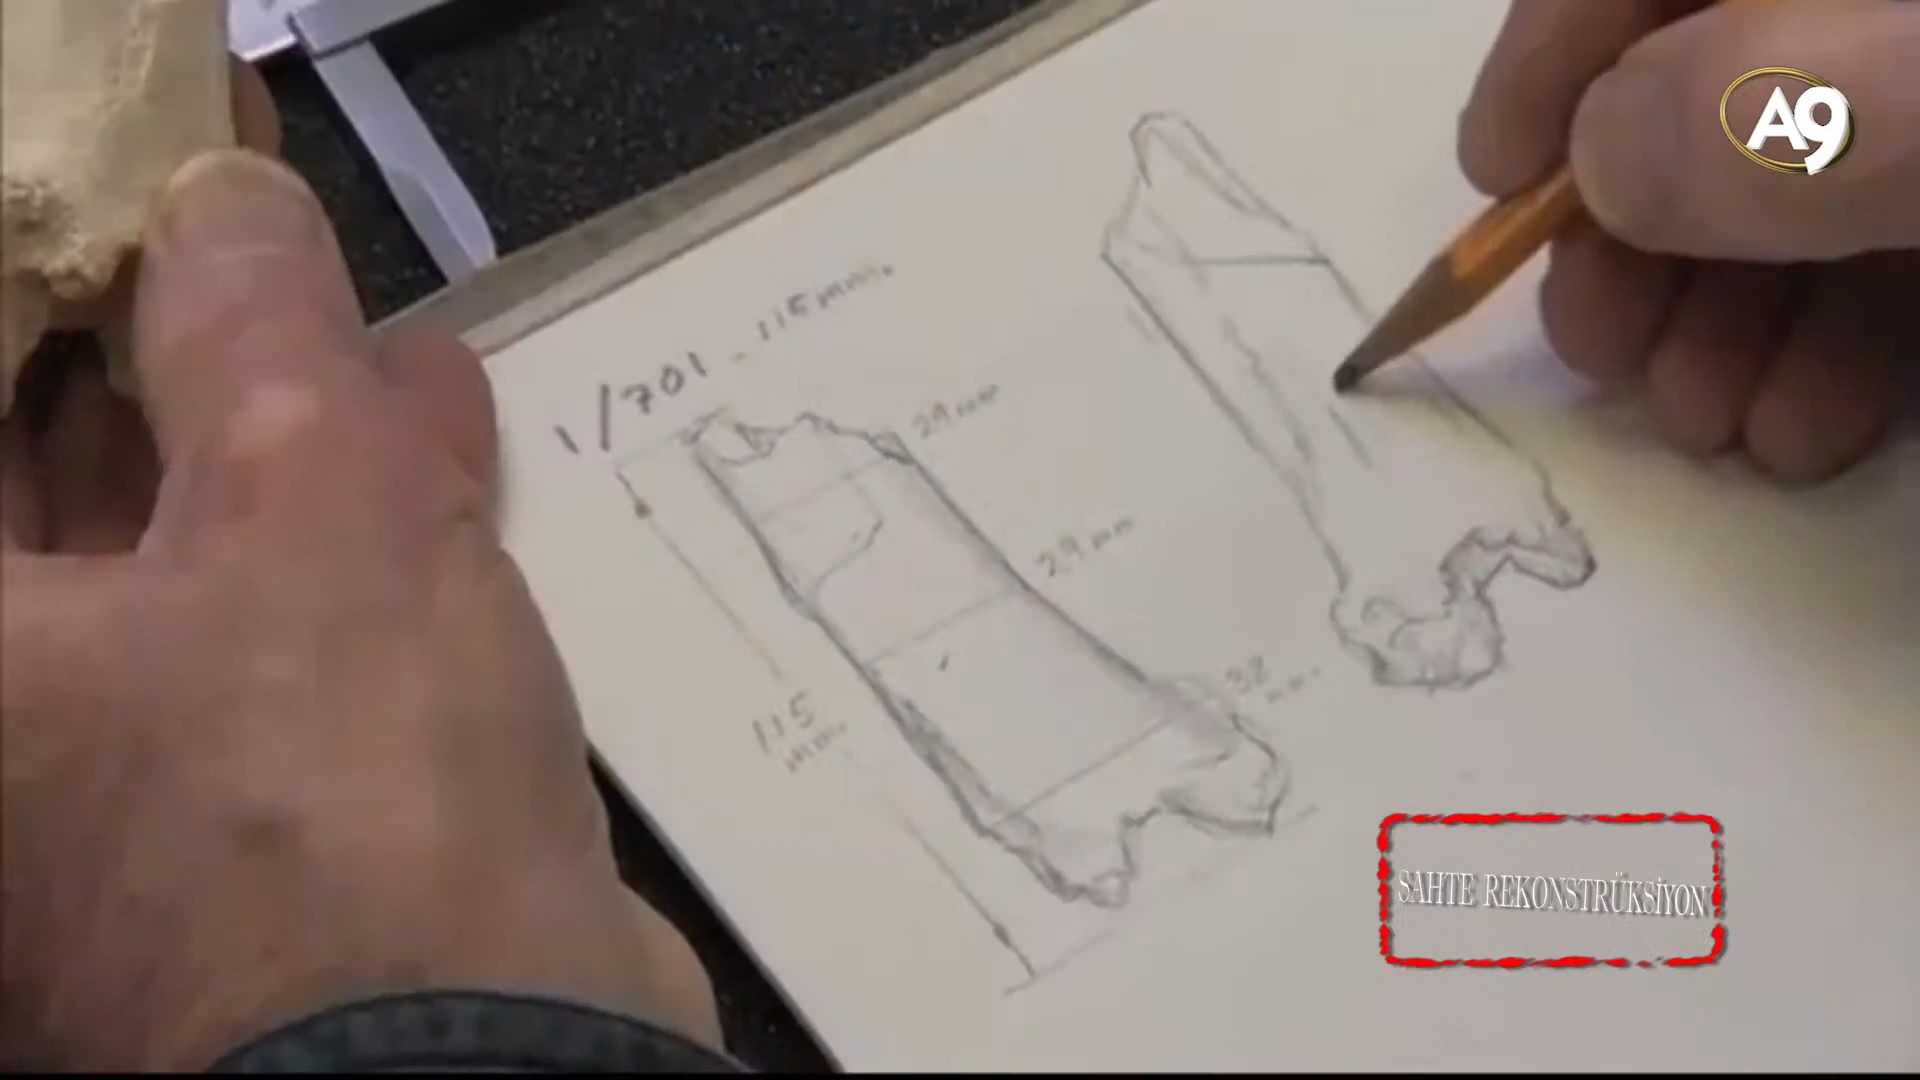 A9
1/701 - 115 mm.
29 mm
29 mm
32 mm.
115
mm.
SAHTE REKONSTRÜKSİYON